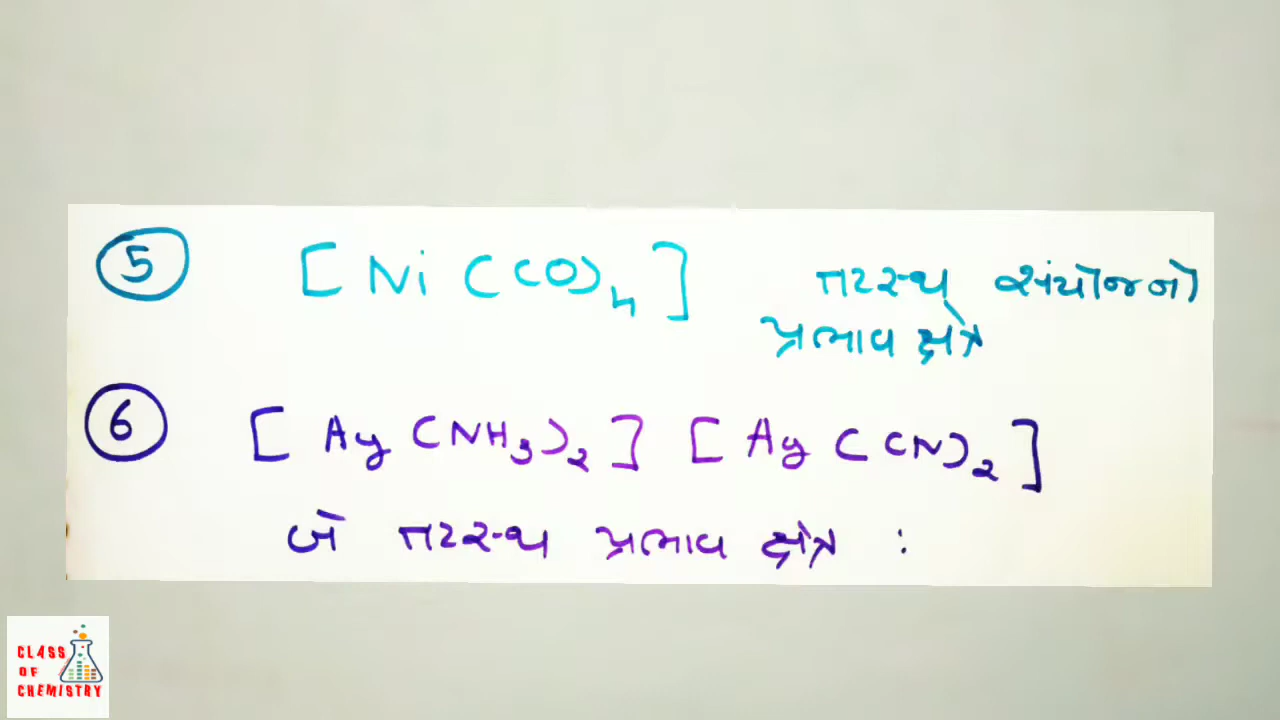 5 [Ni(CO)4] તટસ્થ સંયોજનો
પ્રભાવ ક્ષેત્ર
6 [Ag(NH3)2] [Ag(CN)2]
બે તટસ્થ પ્રભાવ ક્ષેત્ર :
CLASS
OF
CHEMISTRY